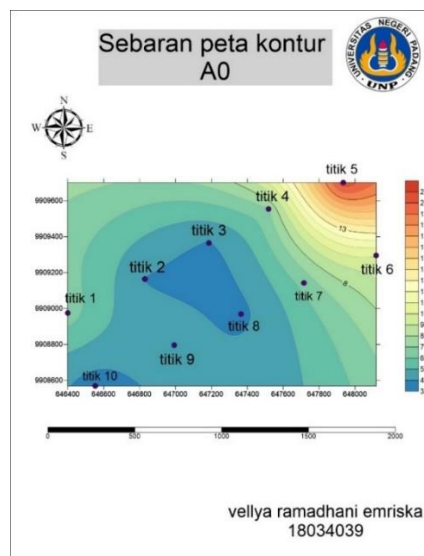 Sebaran peta kontur
A0
UNIVERSITAS NEGERI PADANG
UNP
N
W E
S
titik 5
titik 4
9909600
titik 3
13
9909400
8
titik 6
titik 2
9909200
titik 7
titik 1
9909000
titik 8
9908800
titik 9
titik 10
9908600
646400 646600 646800 647000 647200 647400 647600 647800 648000
0 500 1000 1500 2000
vellya ramadhani emriska
18034039